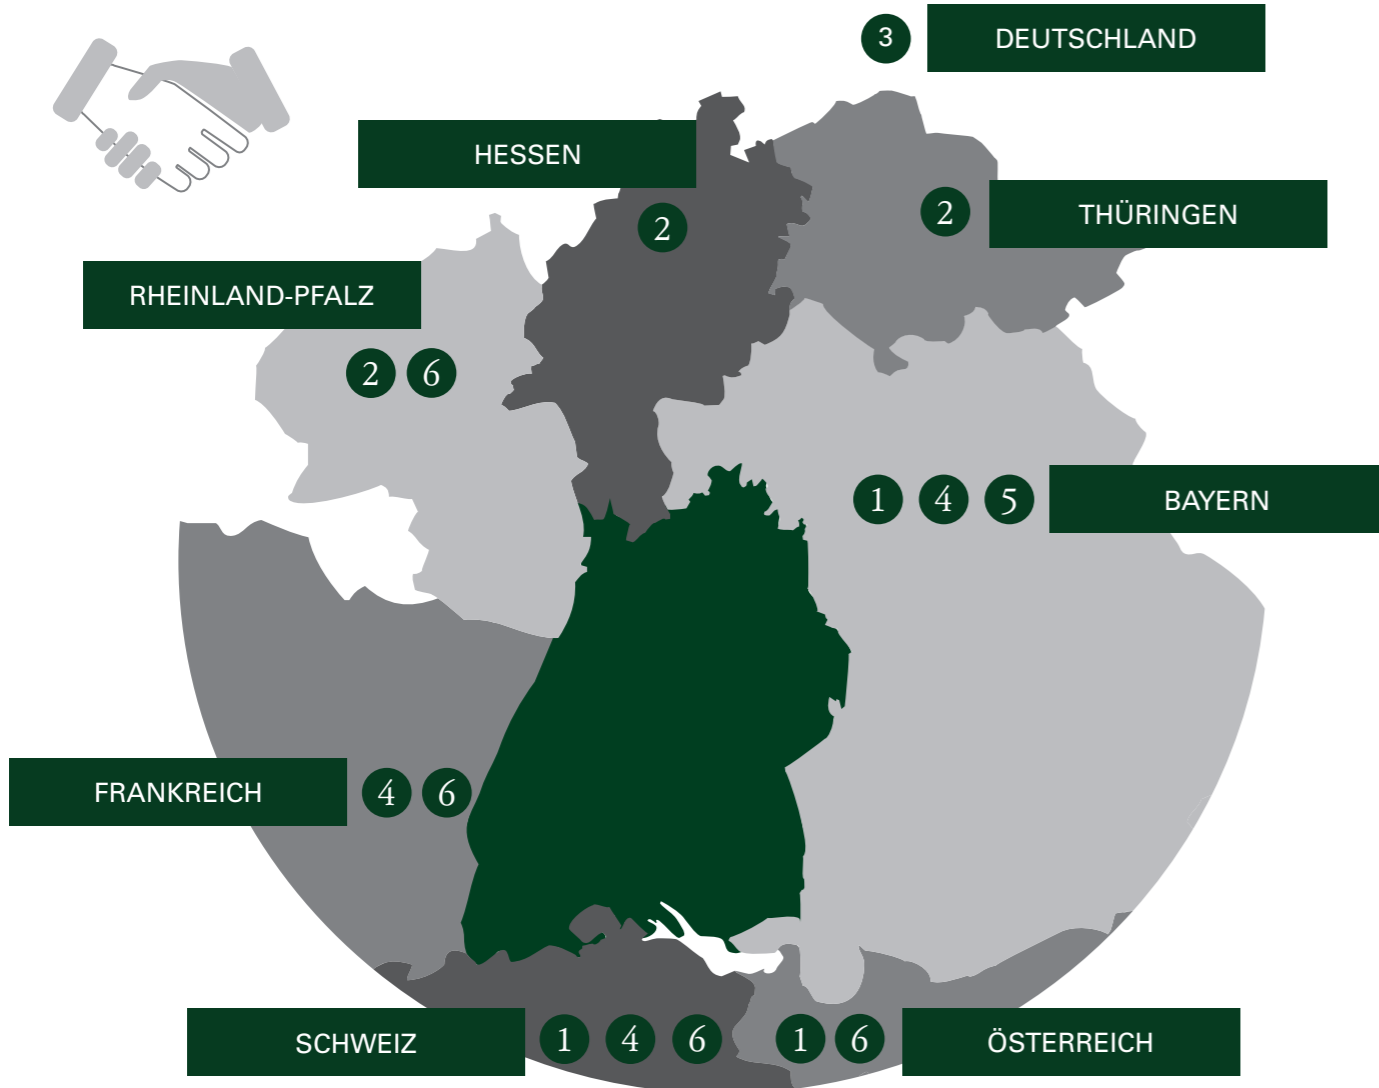 3 DEUTSCHLAND
HESSEN
2
2 THÜRINGEN
RHEINLAND-PFALZ
2 6
1 4 5 BAYERN
FRANKREICH 4 6
SCHWEIZ 1 4 6
1 6 ÖSTERREICH